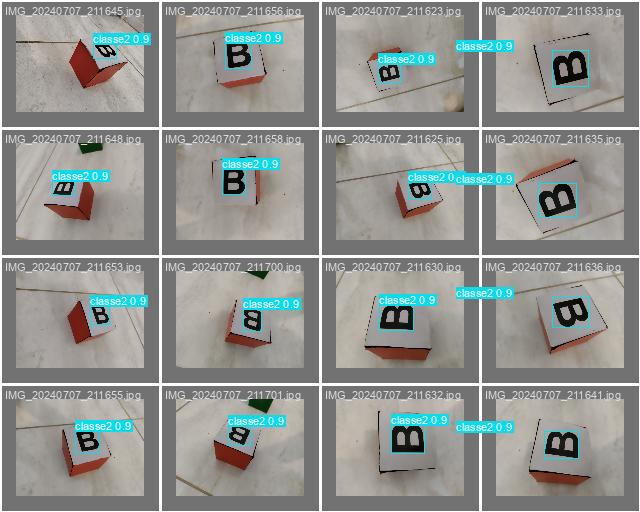 IMG_20240707_211645.jpg
classe2 0.9
B
IMG_20240707_211656.jpg
classe2 0.9
B
IMG_20240707_211623.jpg
classe2 0.9
B
IMG_20240707_211633.jpg
classe2 0.9
B
IMG_20240707_211648.jpg
classe2 0.9
B
IMG_20240707_211658.jpg
classe2 0.9
B
IMG_20240707_211625.jpg
classe2 0.9
B
IMG_20240707_211635.jpg
classe2 0.9
B
IMG_20240707_211653.jpg
classe2 0.9
B
IMG_20240707_211700.jpg
classe2 0.9
B
IMG_20240707_211630.jpg
classe2 0.9
B
IMG_20240707_211636.jpg
classe2 0.9
B
IMG_20240707_211655.jpg
classe2 0.9
B
IMG_20240707_211701.jpg
classe2 0.9
B
IMG_20240707_211632.jpg
classe2 0.9
B
IMG_20240707_211641.jpg
classe2 0.9
B